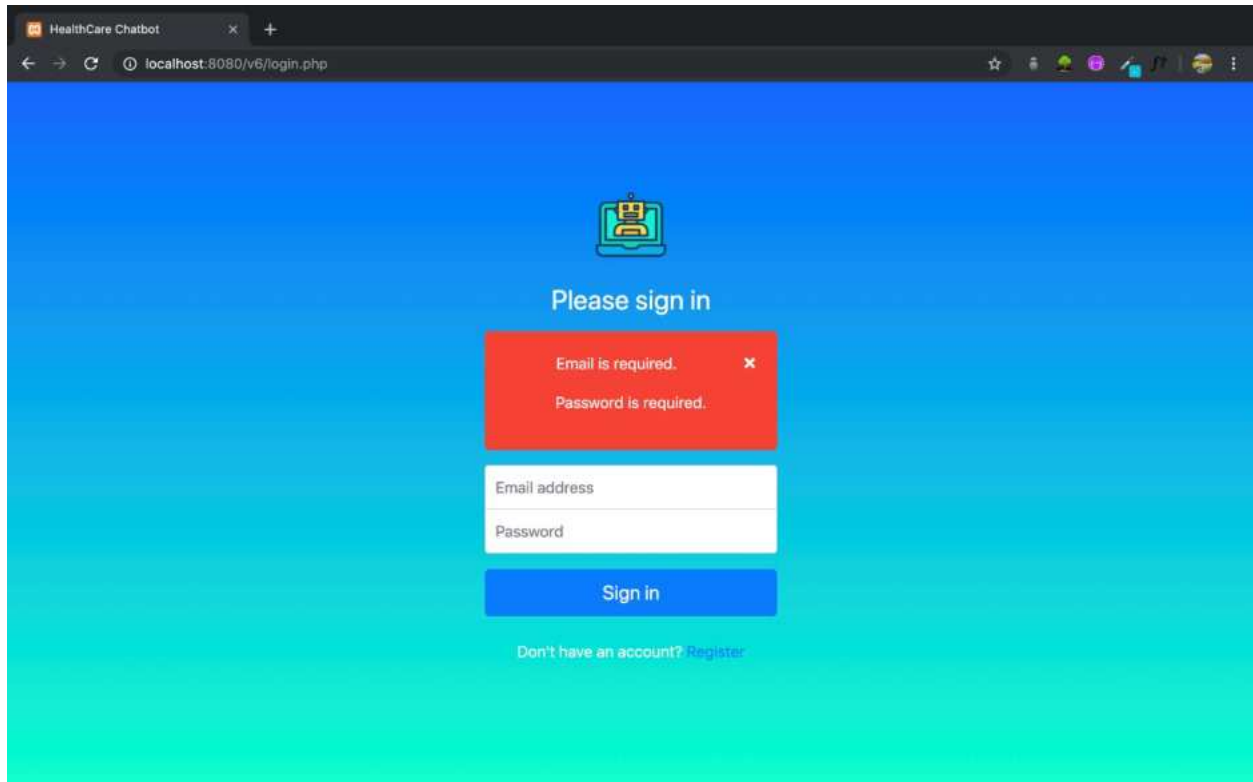 HealthCare Chatbot
localhost:8080/v6/login.php
Please sign in
Email is required.
Password is required.
Email address
Password
Sign in
Don't have an account? Register